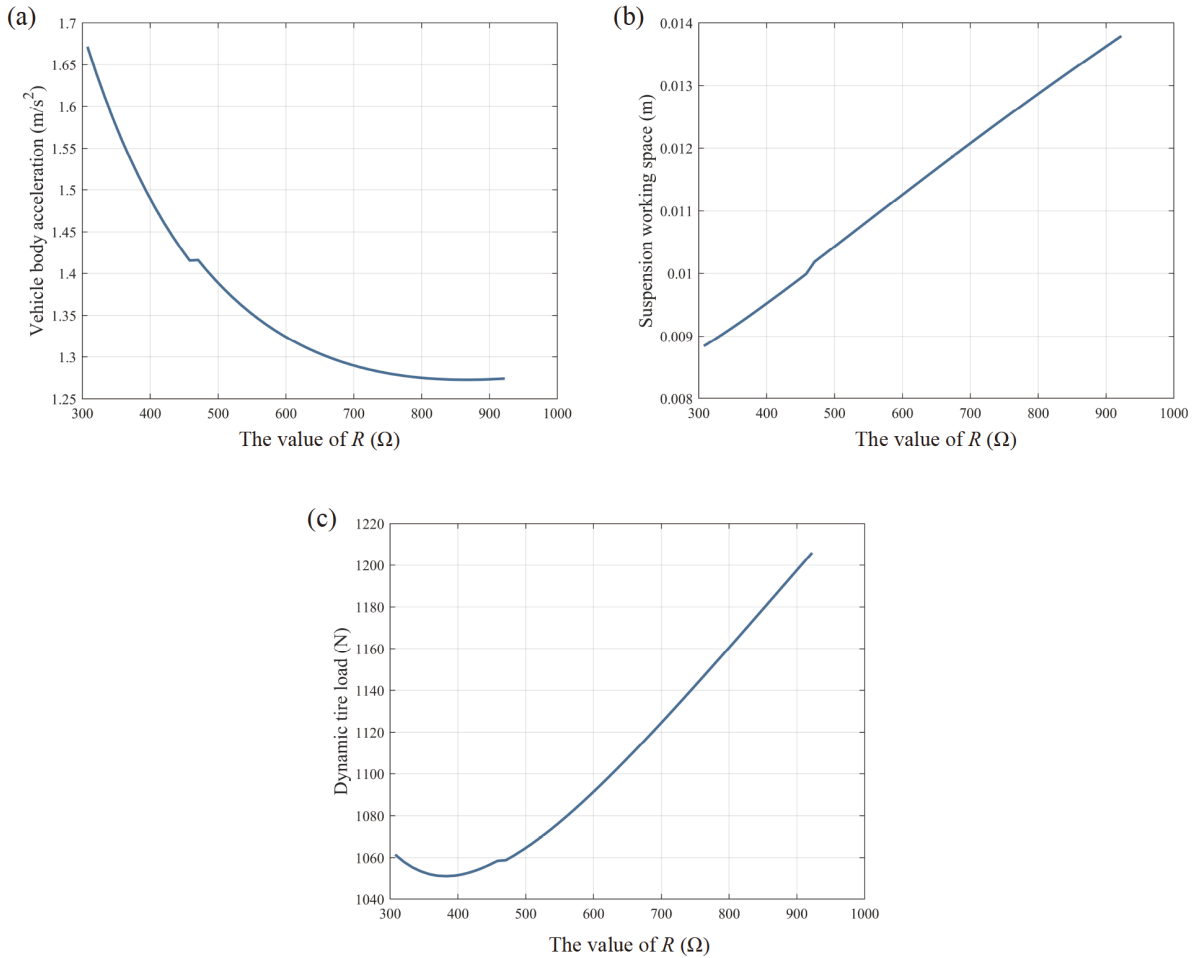 (a)
Vehicle body acceleration (m/s²)
1.7
1.65
1.6
1.55
1.5
1.45
1.4
1.35
1.3
1.25
300 400 500 600 700 800 900 1000
The value of R (Ω)
(b)
Suspension working space (m)
0.014
0.013
0.012
0.011
0.01
0.009
0.008
300 400 500 600 700 800 900 1000
The value of R (Ω)
(c)
Dynamic tire load (N)
1220
1200
1180
1160
1140
1120
1100
1080
1060
1040
300 400 500 600 700 800 900 1000
The value of R (Ω)